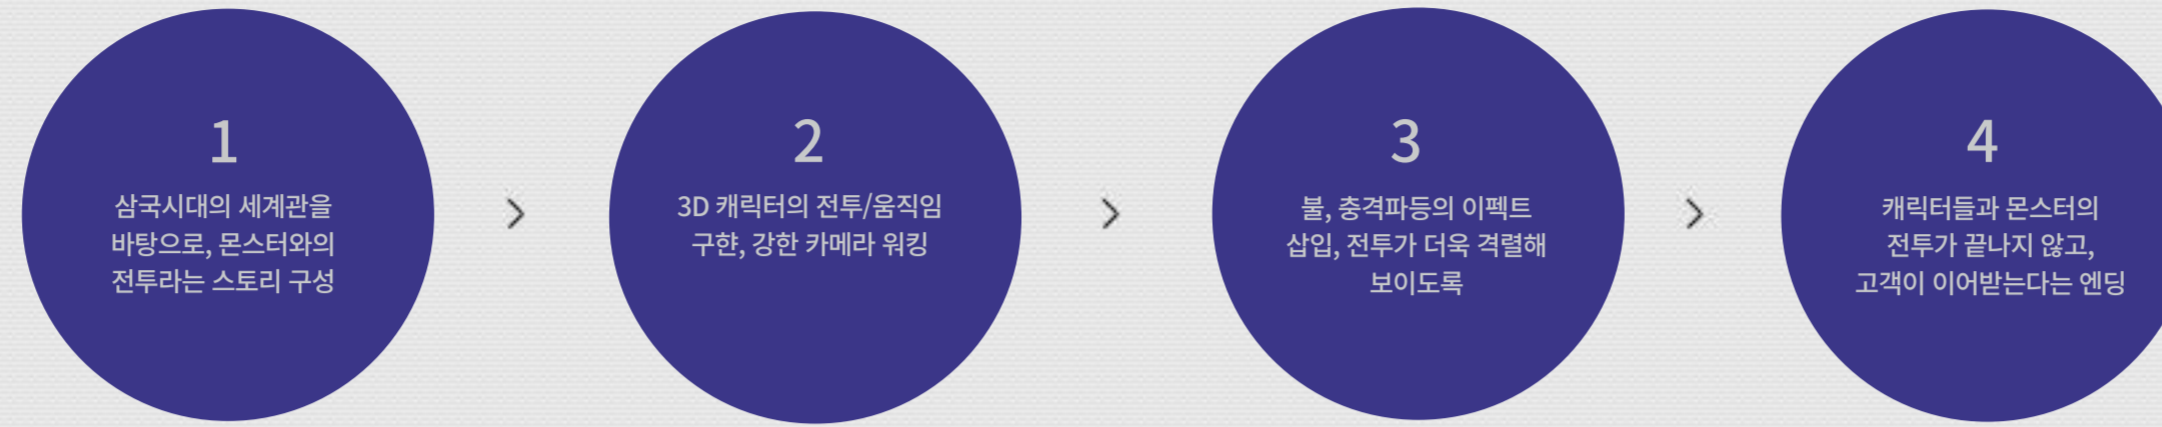 1
삼국시대의 세계관을
바탕으로, 몬스터와의
전투라는 스토리 구성
2
3D 캐릭터의 전투/움직임
구햔, 강한 카메라 워킹
3
불, 충격파등의 이펙트
삽입, 전투가 더욱 격렬해
보이도록
4
캐릭터들과 몬스터의
전투가 끝나지 않고,
고객이 이어받는다는 엔딩